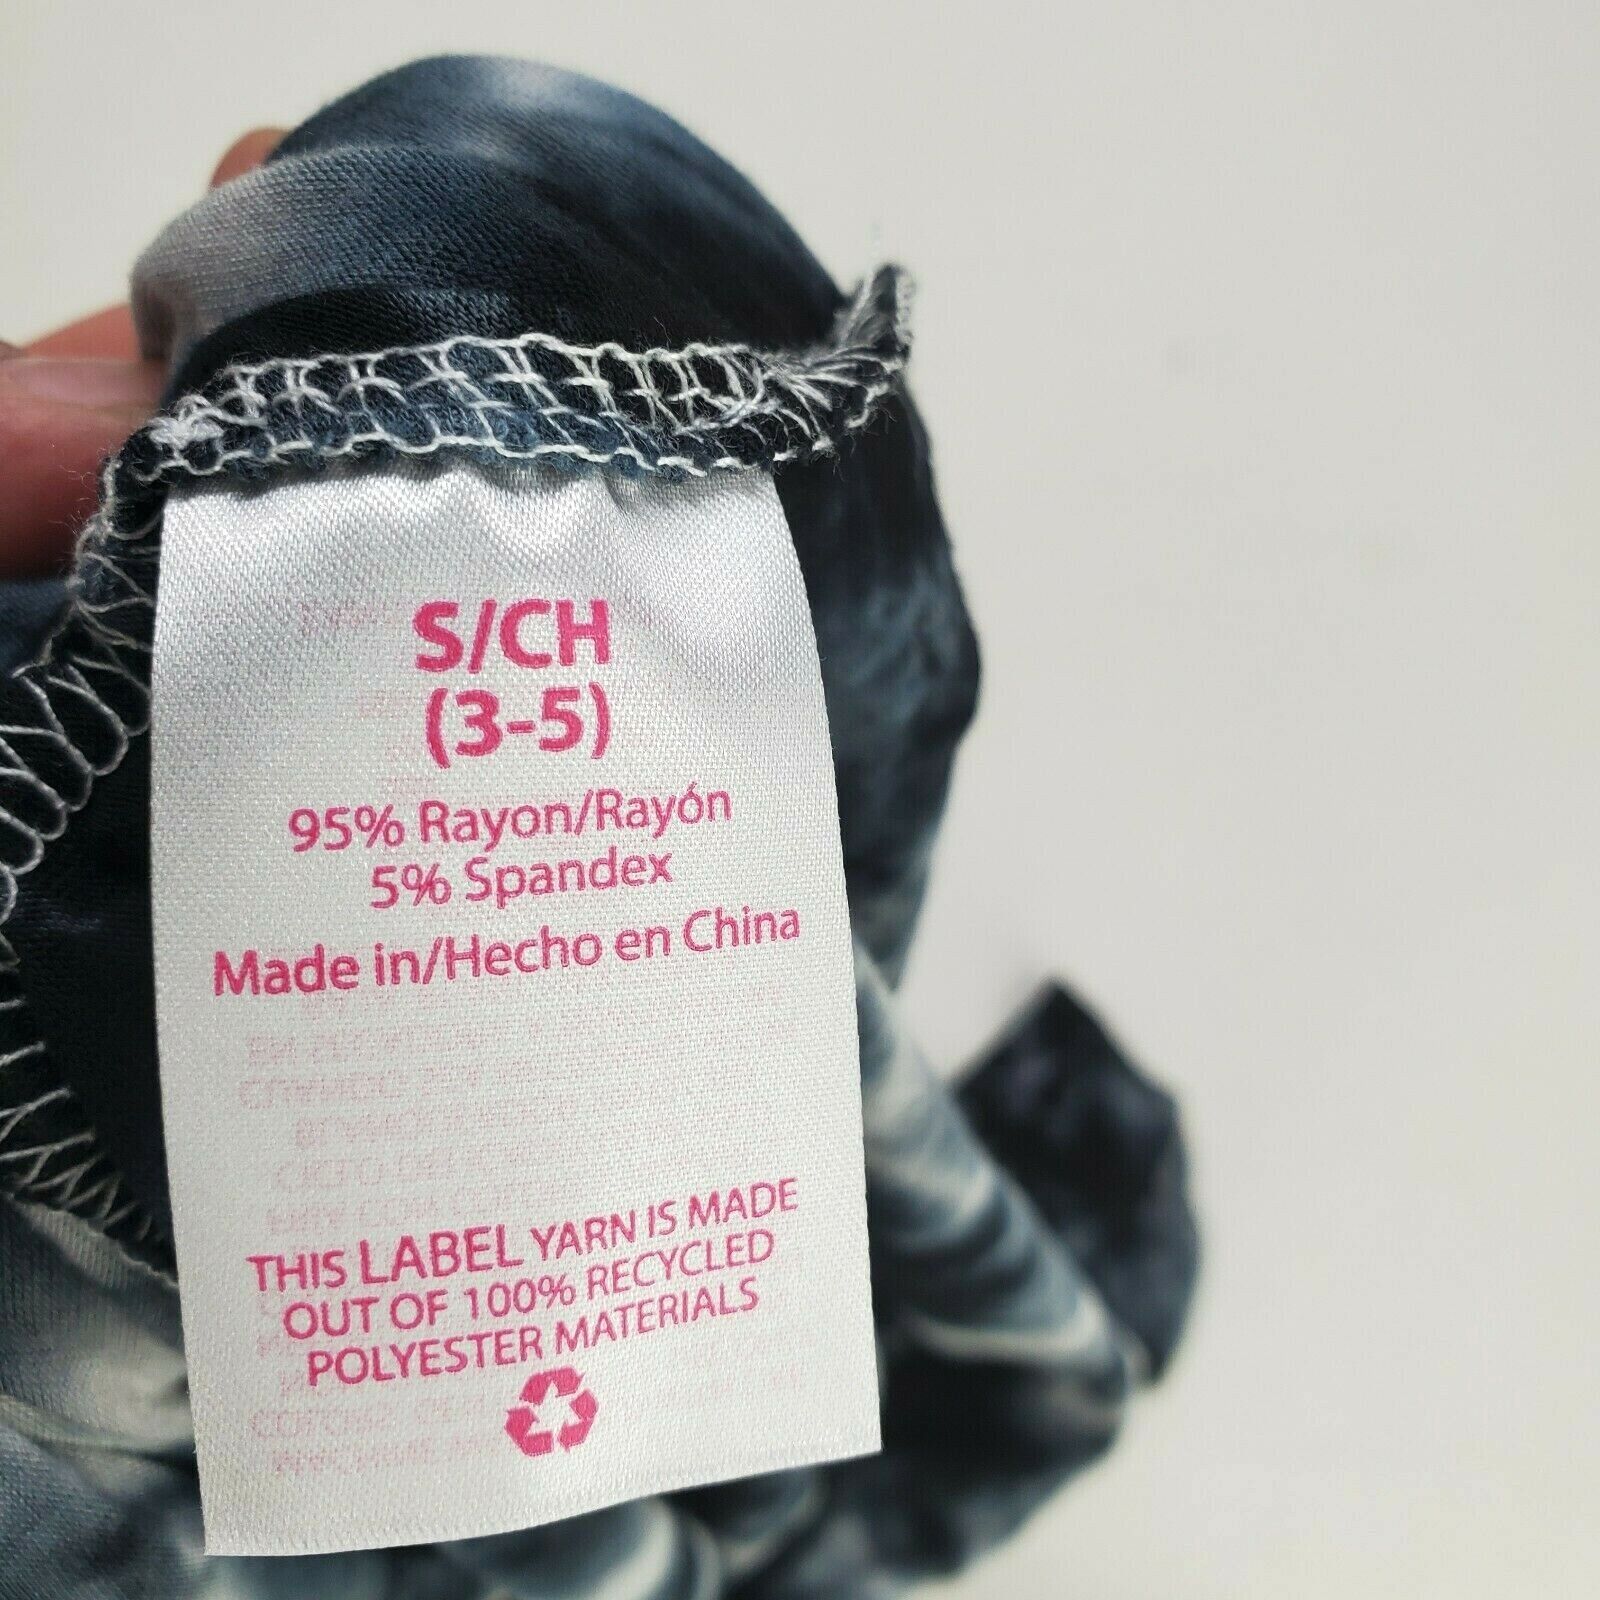 S/CH
(3-5)
95% Rayon/Rayón
5% Spandex
Made in/Hecho en China
THIS LABEL YARN IS MADE
OUT OF 100% RECYCLED
POLYESTER MATERIALS